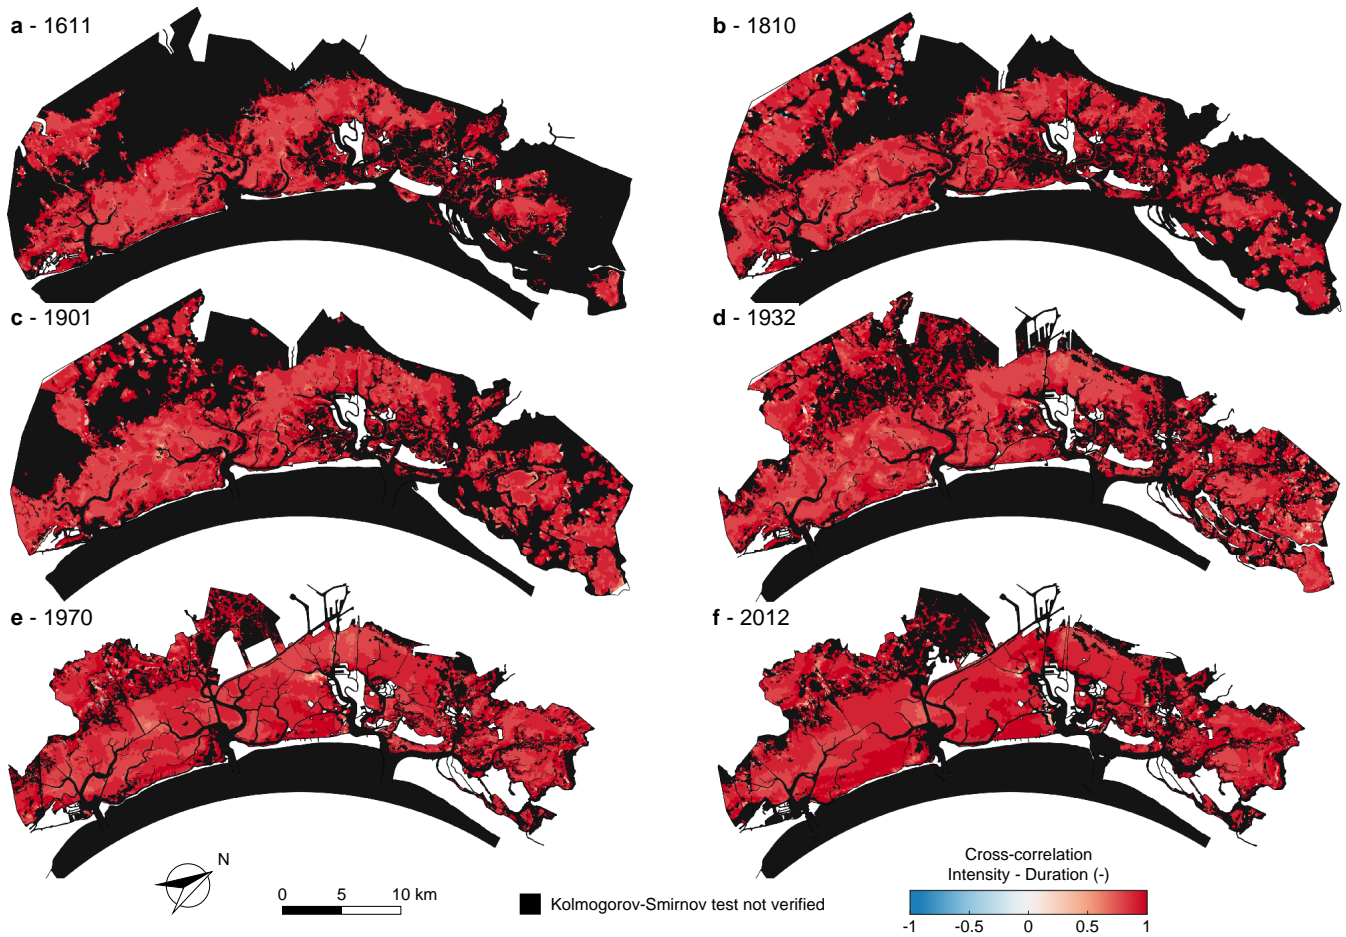 a - 1611
b - 1810
c - 1901
d - 1932
e - 1970
f - 2012
N
0 5 10 km
Kolmogorov-Smirnov test not verified
Cross-correlation
Intensity - Duration (-)
-1 -0.5 0 0.5 1